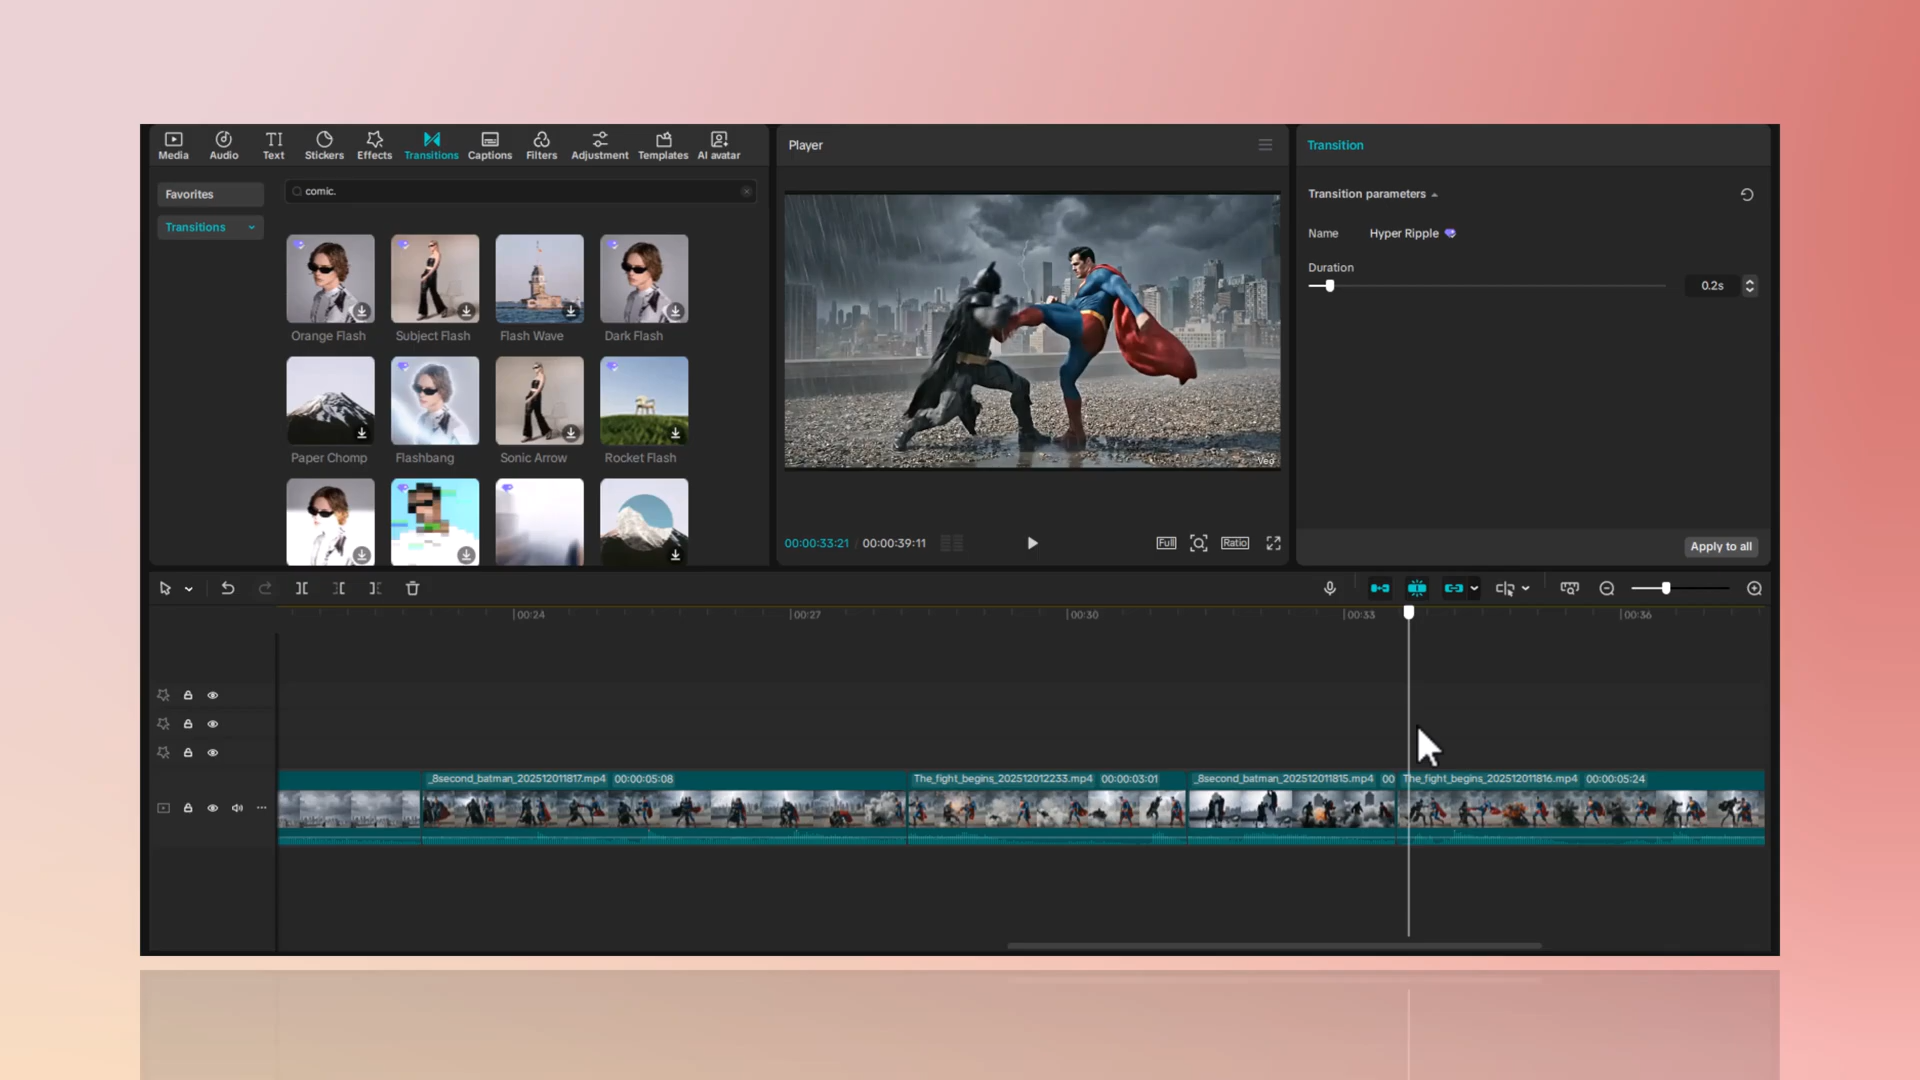 Media Audio Text Stickers Effects Transitions Captions Filters Adjustment Templates AI avatar
Favorites
Transitions
comic.
Orange Flash Subject Flash Flash Wave Dark Flash
Paper Chomp Flashbang Sonic Arrow Rocket Flash
Player
Veo
00:00:33:21 / 00:00:39:11
Full
Ratio
Transition
Transition parameters
Name Hyper Ripple
Duration
0.2s
Apply to all
00:24 00:27 00:30 00:33 00:36
_8second_batman_202512011817.mp4 00:00:05:08
The_fight_begins_202512012233.mp4 00:00:03:01
_8second_batman_202512011815.mp4 00
The_fight_begins_202512011816.mp4 00:00:05:24